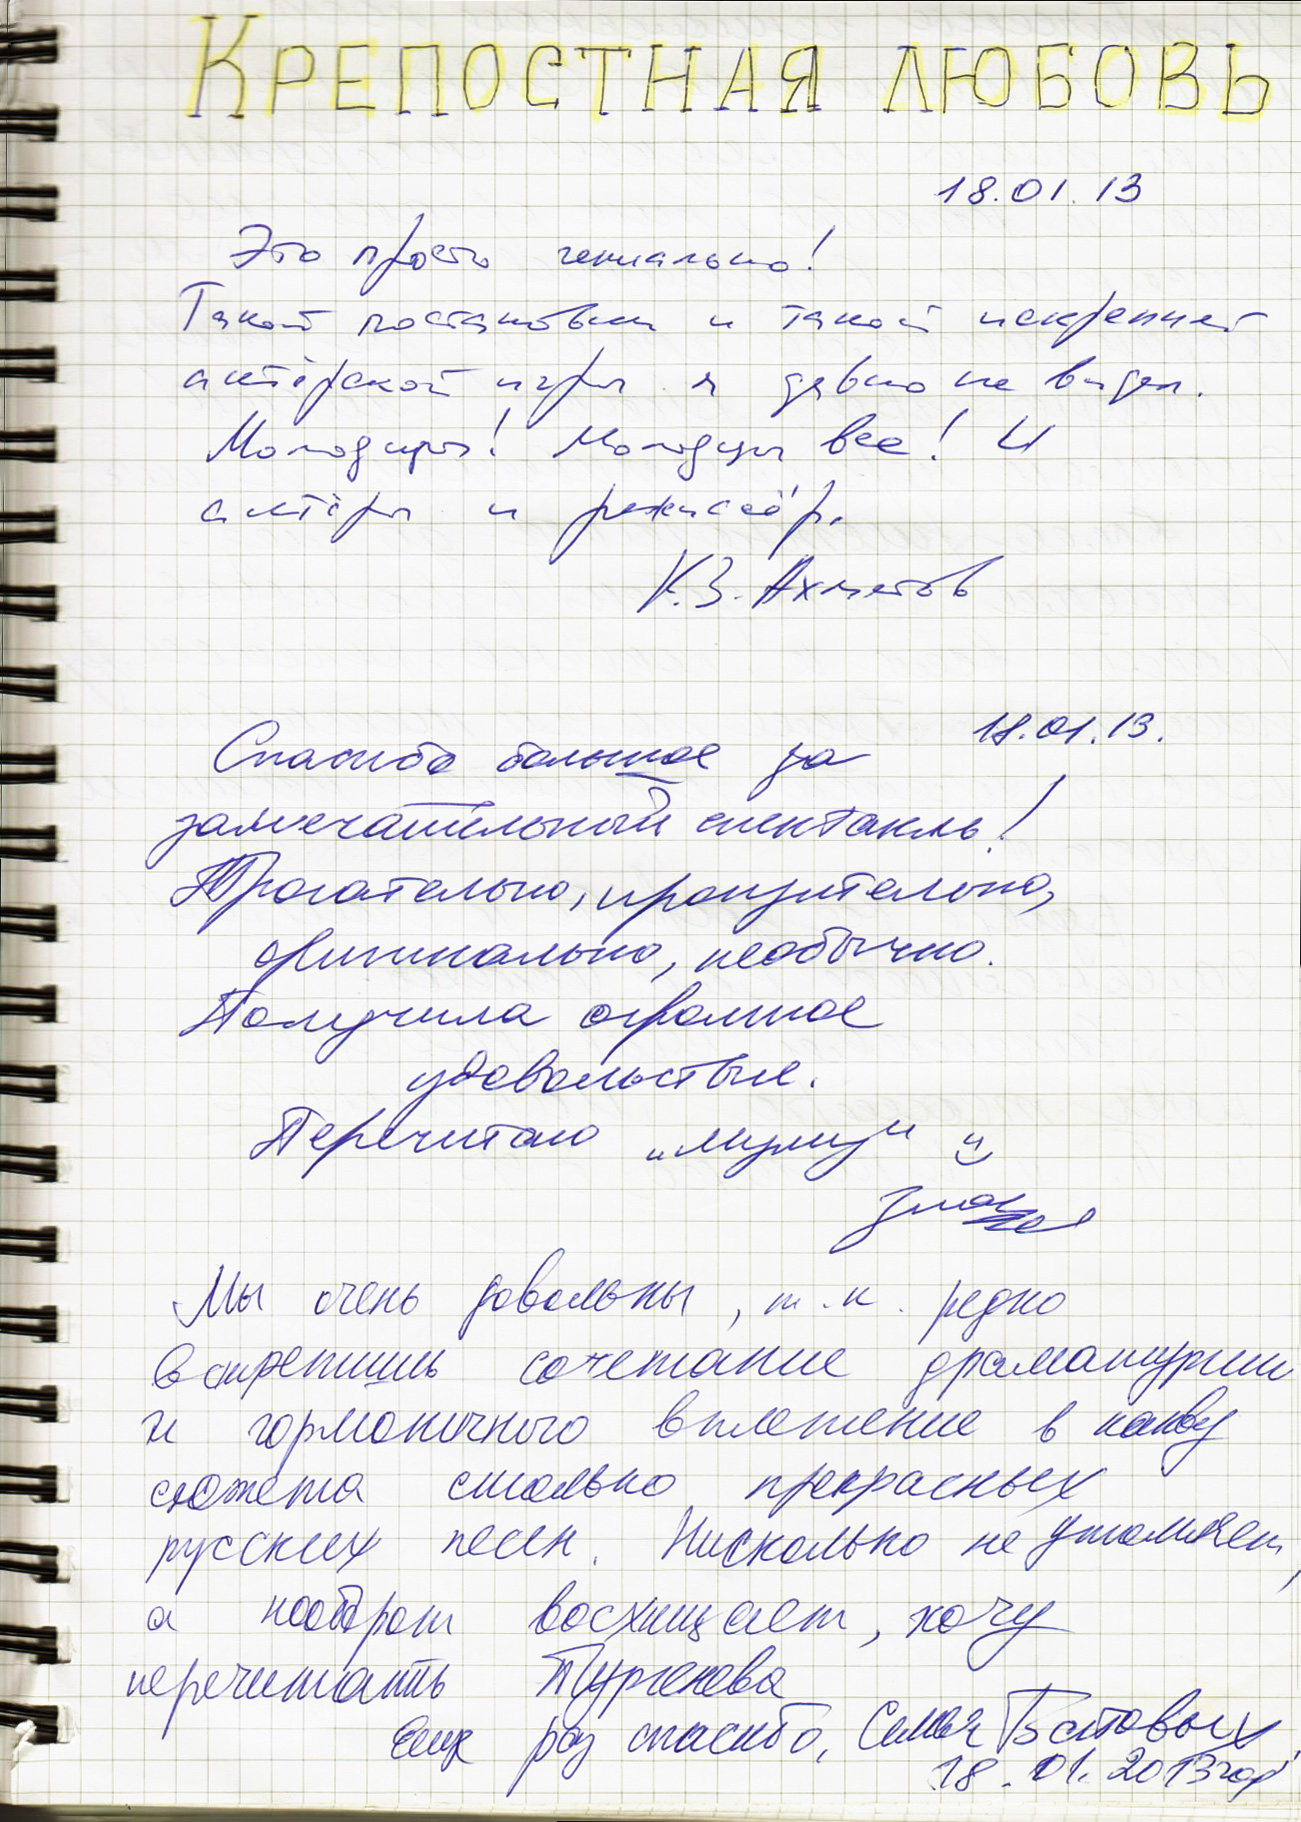 КРЕПОСТНАЯ ЛЮБОВЬ
18.01.13
Это просто гениально!
Такой постановки и такой искренней
актёрской игры я давно не видел.
Молодцы! Молодцы все! И
актёры и режиссёр.
К.З. Ахметов
18.01.13.
Спасибо большое за
замечательный спектакль!
Трогательно, пронзительно,
оригинально, необычно.
Получила огромное
удовольствие.
Перечитаю „Муму"
Мы очень довольны, т.к. редко
встретишь сочетание драматургии
и гармоничного вплетение в канву
сюжета столько прекрасных
русских песен. Нисколько не утомляет,
а наоборот восхищает, хочу
перечитать Тургенева
Еще раз спасибо, Семья
18.01.2013год